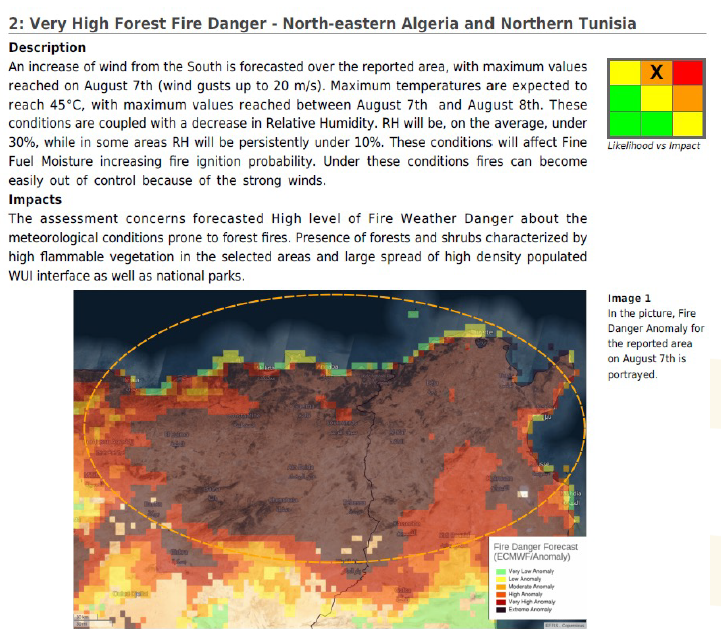 2: Very High Forest Fire Danger - North-eastern Algeria and Northern Tunisia
Description
An increase of wind from the South is forecasted over the reported area, with maximum values
reached on August 7th (wind gusts up to 20 m/s). Maximum temperatures are expected to
reach 45°C, with maximum values reached between August 7th and August 8th. These
conditions are coupled with a decrease in Relative Humidity. RH will be, on the average, under
30%, while in some areas RH will be persistently under 10%. These conditions will affect Fine
Fuel Moisture increasing fire ignition probability. Under these conditions fires can become
easily out of control because of the strong winds.
X
Likelihood vs Impact
Impacts
The assessment concerns forecasted High level of Fire Weather Danger about the
meteorological conditions prone to forest fires. Presence of forests and shrubs characterized by
high flammable vegetation in the selected areas and large spread of high density populated
WUI interface as well as national parks.
Image 1
In the picture, Fire
Danger Anomaly for
the reported area
on August 7th is
portrayed.
Fire Danger Forecast
(ECMWF/Anomaly)
Very Low Anomaly
Low Anomaly
Moderate Anomaly
High Anomaly
Very High Anomaly
Extreme Anomaly